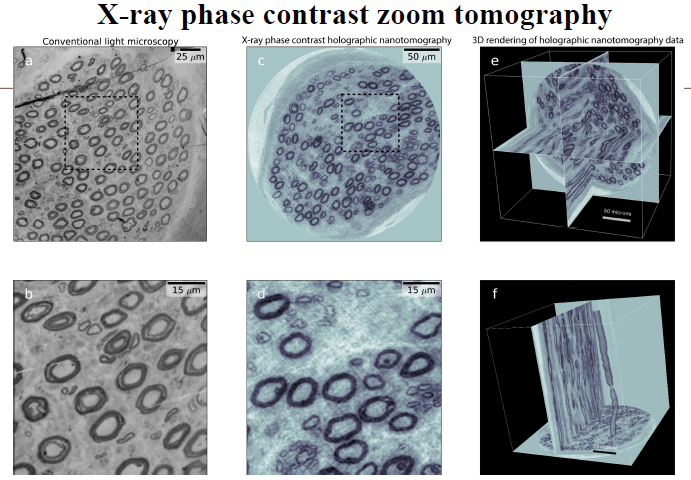 X-ray phase contrast zoom tomography
Conventional light microscopy
X-ray phase contrast holographic nanotomography
3D rendering of holographic nanotomography data
a
25 μm
c
50 μm
e
50 microns
b
15 μm
d
15 μm
f